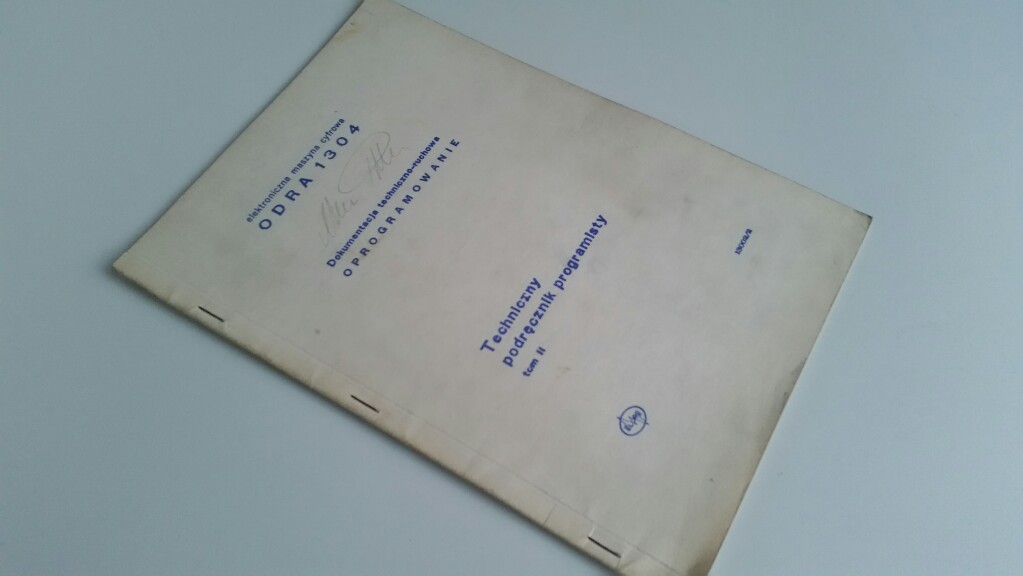 elektroniczna maszyna cyfrowa
ODRA 1304
Dokumentacja techniczno-ruchowa
OPROGRAMOWANIE
Techniczny
podręcznik programisty
tom II